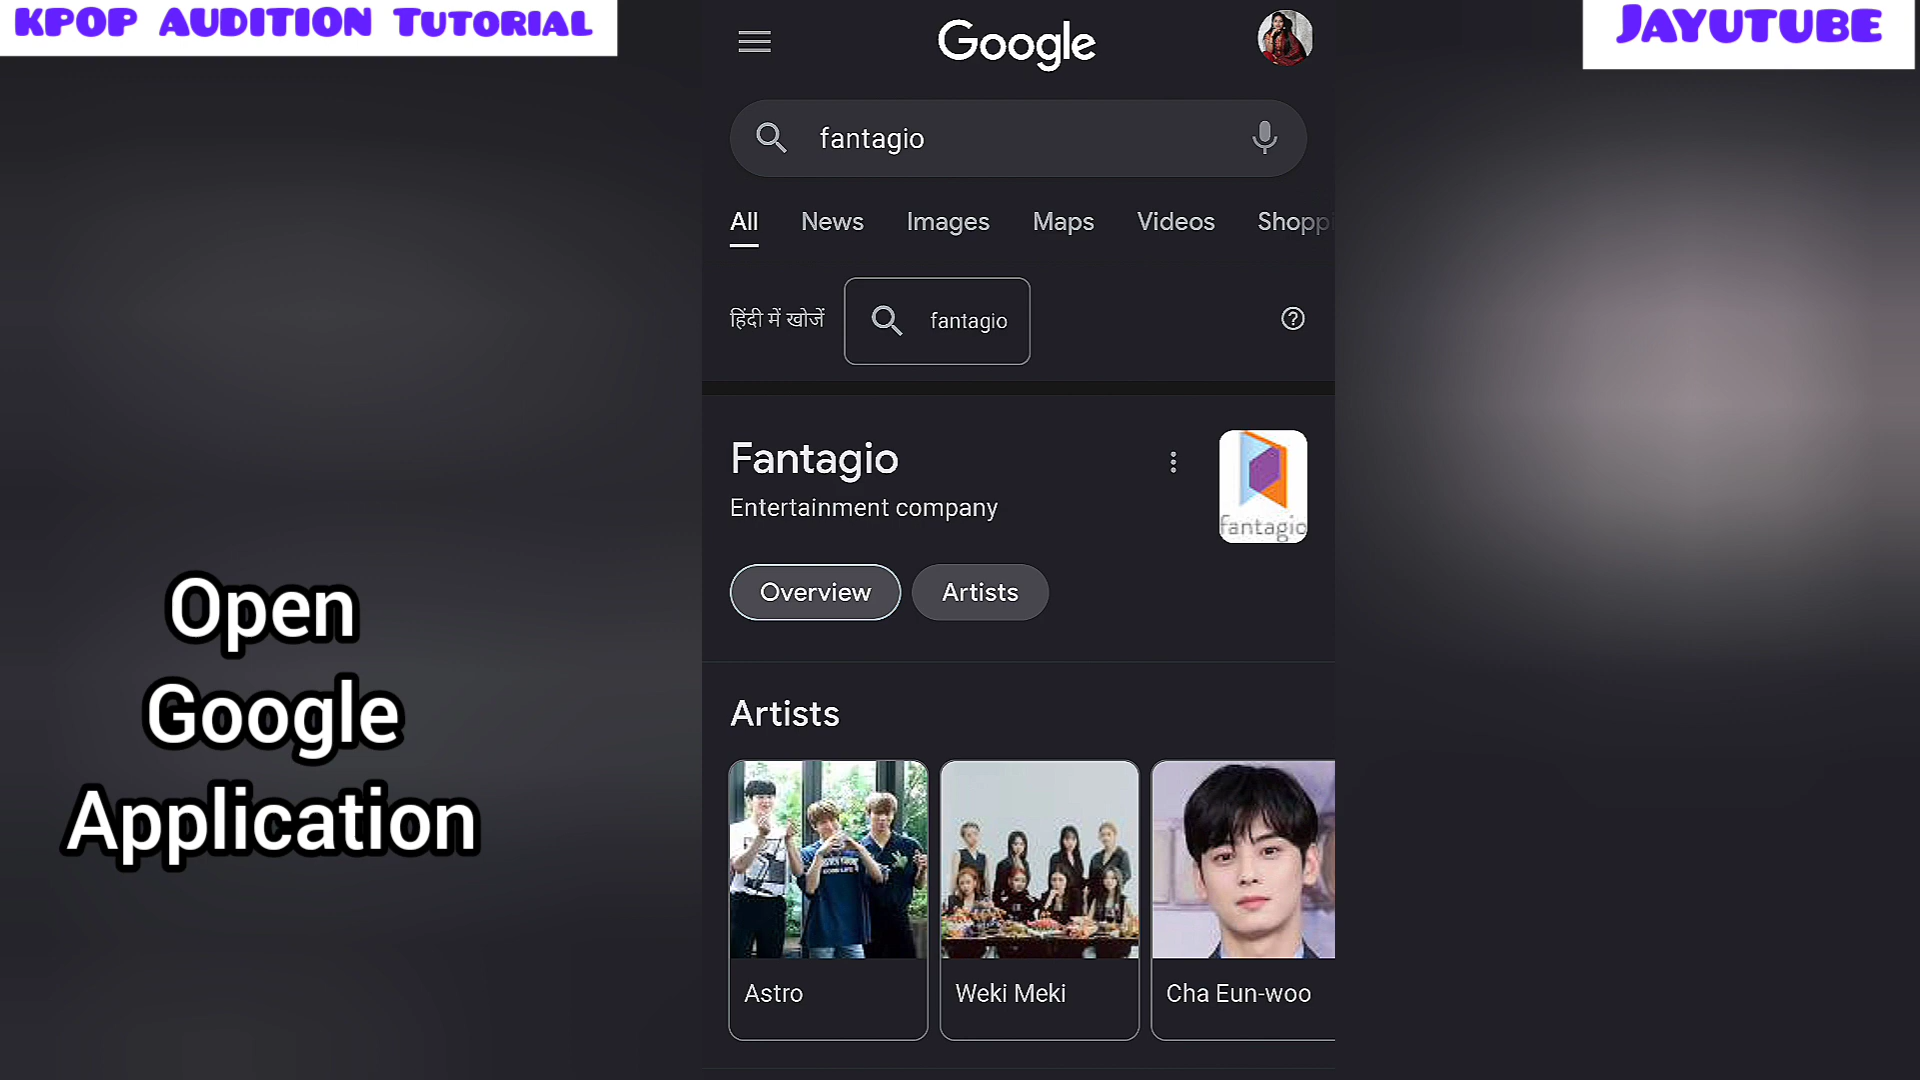 KPOP AUDITION TUTORIAL
JAYUTUBE
Google
fantagio
All News Images Maps Videos Shoppi
हिंदी में खोजें fantagio
Fantagio
Entertainment company
fantagio
Overview Artists
Artists
Astro Weki Meki Cha Eun-woo
Open
Google
Application